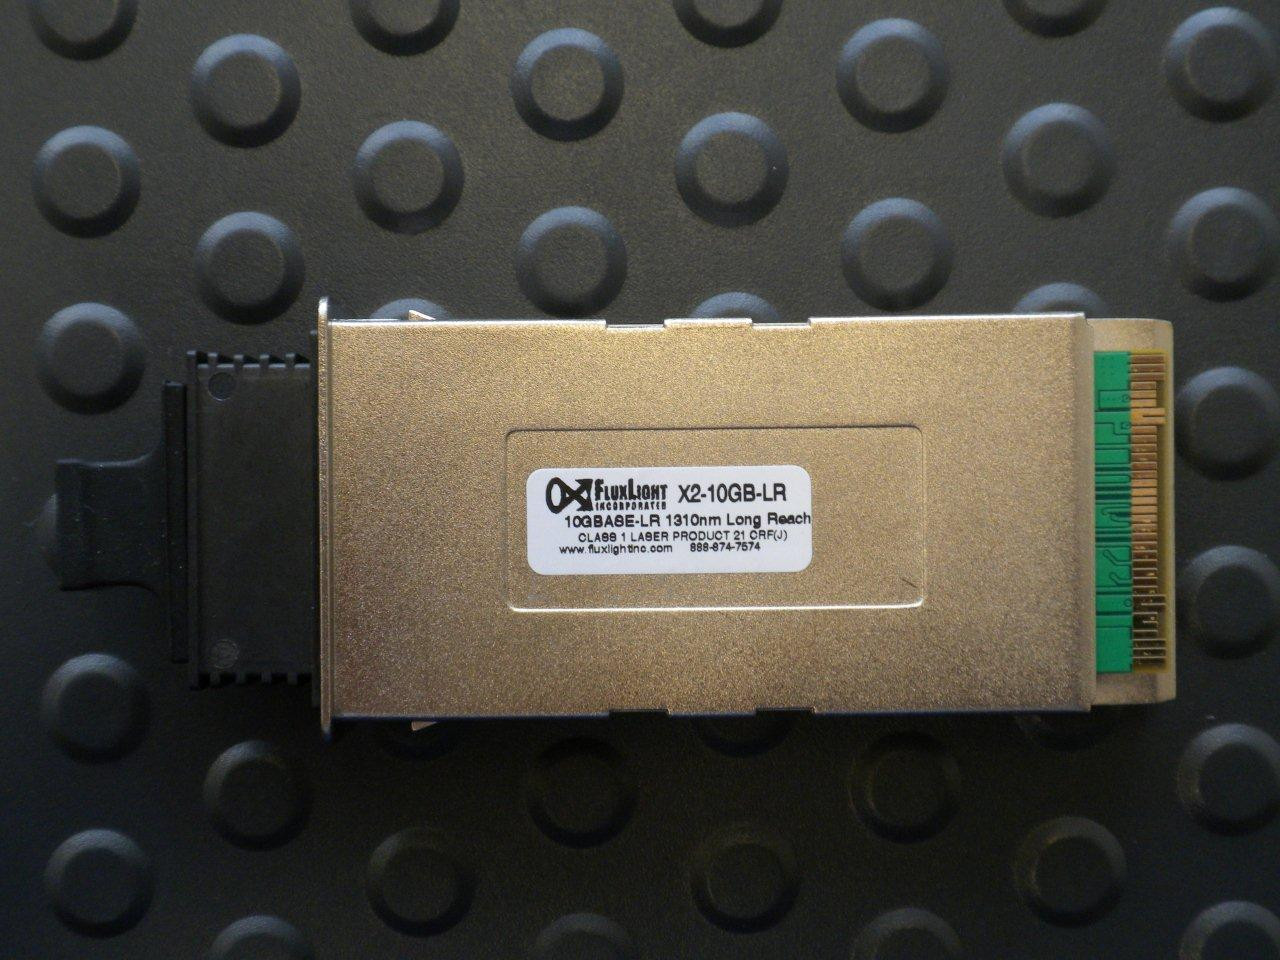 FLUXLIGHT X2-10GB-LR
INCORPORATED
10GBASE-LR 1310nm Long Reach
CLASS 1 LASER PRODUCT 21 CRF(J)
www.fluxlightinc.com 888-874-7574